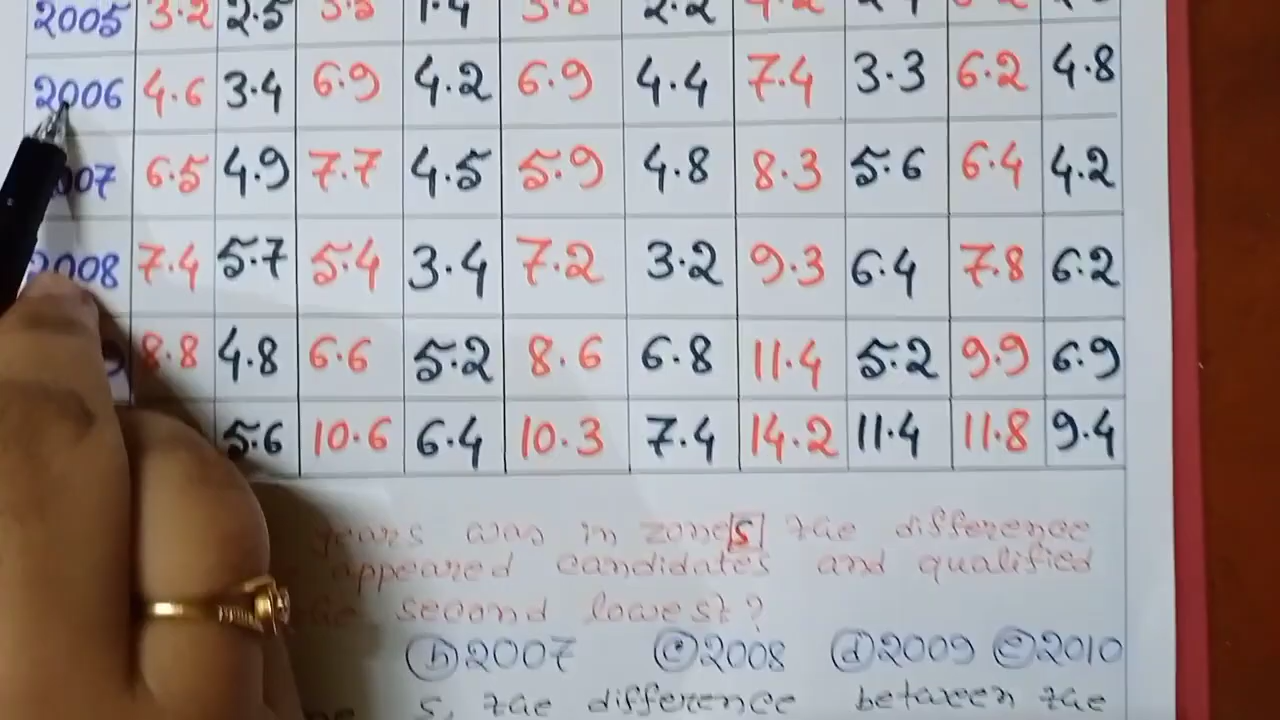 2005 3.2 2.5
2006 4.6 3.4 6.9 4.2 6.9 4.4 7.4 3.3 6.2 4.8
007 6.5 4.9 7.7 4.5 5.9 4.8 8.3 5.6 6.4 4.2
2008 7.4 5.7 5.4 3.4 7.2 3.2 9.3 6.4 7.8 6.2
8.8 4.8 6.6 5.2 8.6 6.8 11.4 5.2 9.9 6.9
5.6 10.6 6.4 10.3 7.4 14.2 11.4 11.8 9.4
years was in zone 5 the difference
appeared candidates and qualified
second lowest?
(b) 2007 (c) 2008 (d) 2009 (e) 2010
5, the difference between the